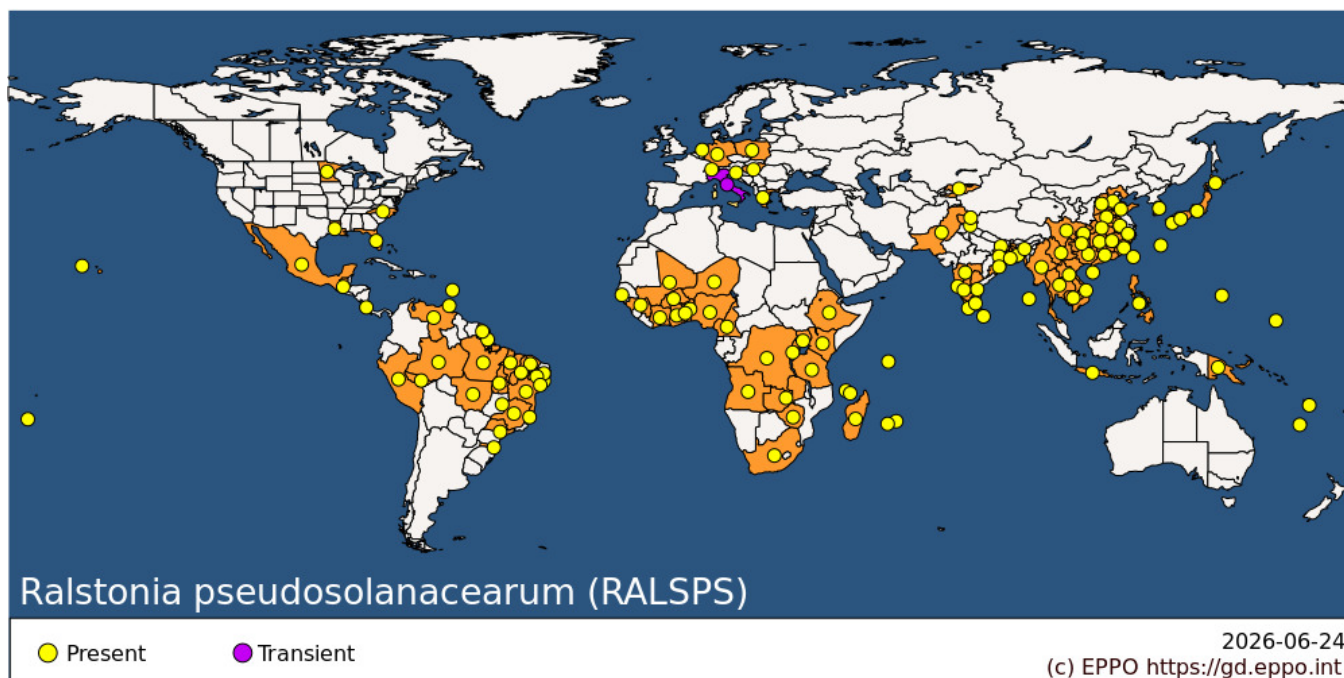 Ralstonia pseudosolanacearum (RALSPS)
Present
Transient
2026-06-24
(c) EPPO https://gd.eppo.int